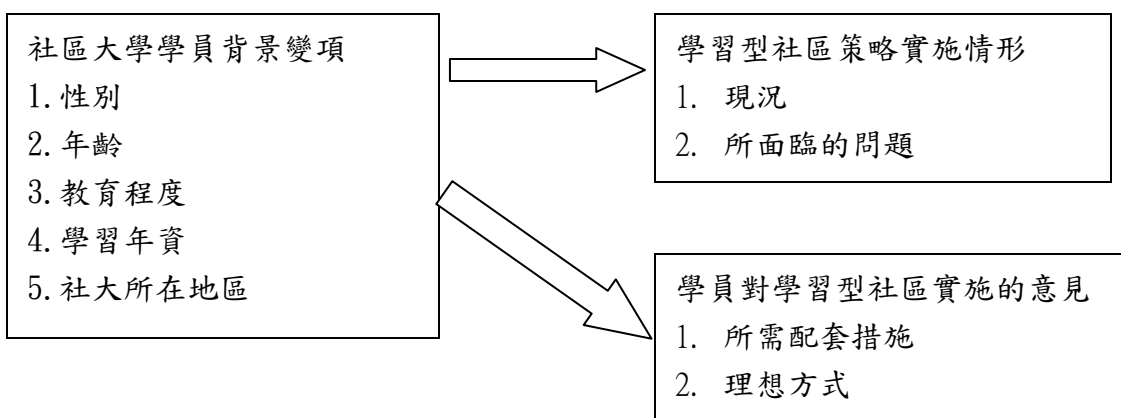 社區大學學員背景變項
1.性別
2.年齡
3.教育程度
4.學習年資
5.社大所在地區
學習型社區策略實施情形
1. 現況
2. 所面臨的問題
學員對學習型社區實施的意見
1. 所需配套措施
2. 理想方式